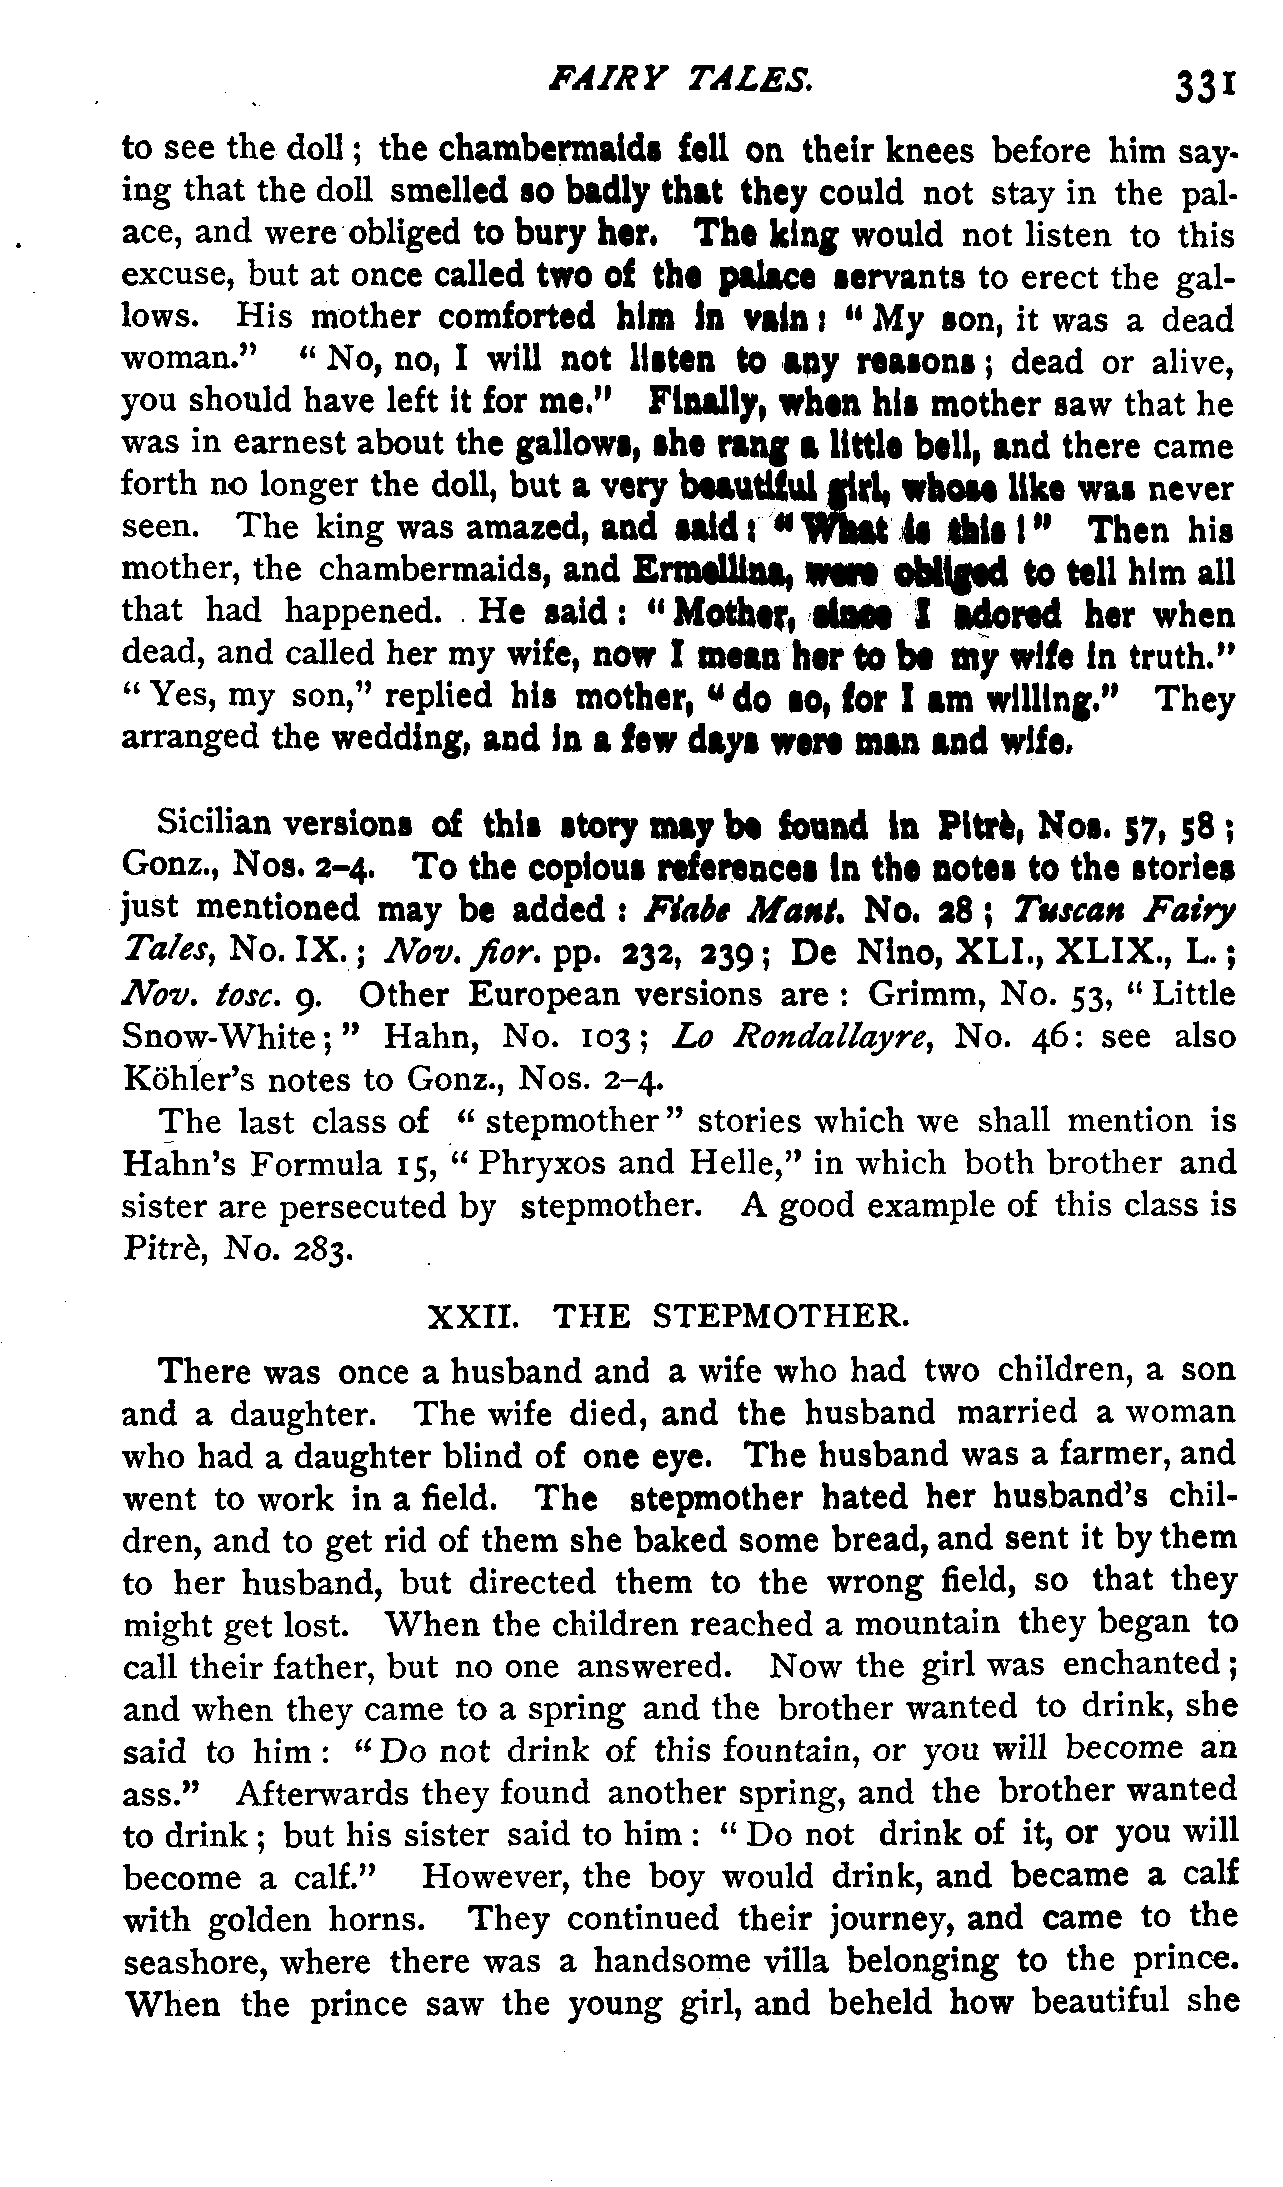 FAIRY TALES. 331
to see the doll; the chambermaids fell on their knees before him say-
ing that the doll smelled so badly that they could not stay in the pal-
ace, and were obliged to bury her. The king would not listen to this
excuse, but at once called two of the palace servants to erect the gal-
lows. His mother comforted him in vain: "My son, it was a dead
woman." "No, no, I will not listen to any reasons; dead or alive,
you should have left it for me." Finally, when his mother saw that he
was in earnest about the gallows, she rang a little bell, and there came
forth no longer the doll, but a very beautiful girl, whose like was never
seen. The king was amazed, and said: "What is this!" Then his
mother, the chambermaids, and Ermellina, were obliged to tell him all
that had happened. He said: "Mother, since I adored her when
dead, and called her my wife, now I mean her to be my wife in truth."
"Yes, my son," replied his mother, "do so, for I am willing." They
arranged the wedding, and in a few days were man and wife.
Sicilian versions of this story may be found in Pitrè, Nos. 57, 58;
Gonz., Nos. 2–4. To the copious references in the notes to the stories
just mentioned may be added: Fiabe Mant. No. 28; Tuscan Fairy
Tales, No. IX.; Nov. fior. pp. 232, 239; De Nino, XLI., XLIX., L.;
Nov. tosc. 9. Other European versions are: Grimm, No. 53, "Little
Snow-White;" Hahn, No. 103; Lo Rondallayre, No. 46: see also
Köhler's notes to Gonz., Nos. 2–4.
The last class of "stepmother" stories which we shall mention is
Hahn's Formula 15, "Phryxos and Helle," in which both brother and
sister are persecuted by stepmother. A good example of this class is
Pitrè, No. 283.
XXII. THE STEPMOTHER.
There was once a husband and a wife who had two children, a son
and a daughter. The wife died, and the husband married a woman
who had a daughter blind of one eye. The husband was a farmer, and
went to work in a field. The stepmother hated her husband's chil-
dren, and to get rid of them she baked some bread, and sent it by them
to her husband, but directed them to the wrong field, so that they
might get lost. When the children reached a mountain they began to
call their father, but no one answered. Now the girl was enchanted;
and when they came to a spring and the brother wanted to drink, she
said to him: "Do not drink of this fountain, or you will become an
ass." Afterwards they found another spring, and the brother wanted
to drink; but his sister said to him: "Do not drink of it, or you will
become a calf." However, the boy would drink, and became a calf
with golden horns. They continued their journey, and came to the
seashore, where there was a handsome villa belonging to the prince.
When the prince saw the young girl, and beheld how beautiful she